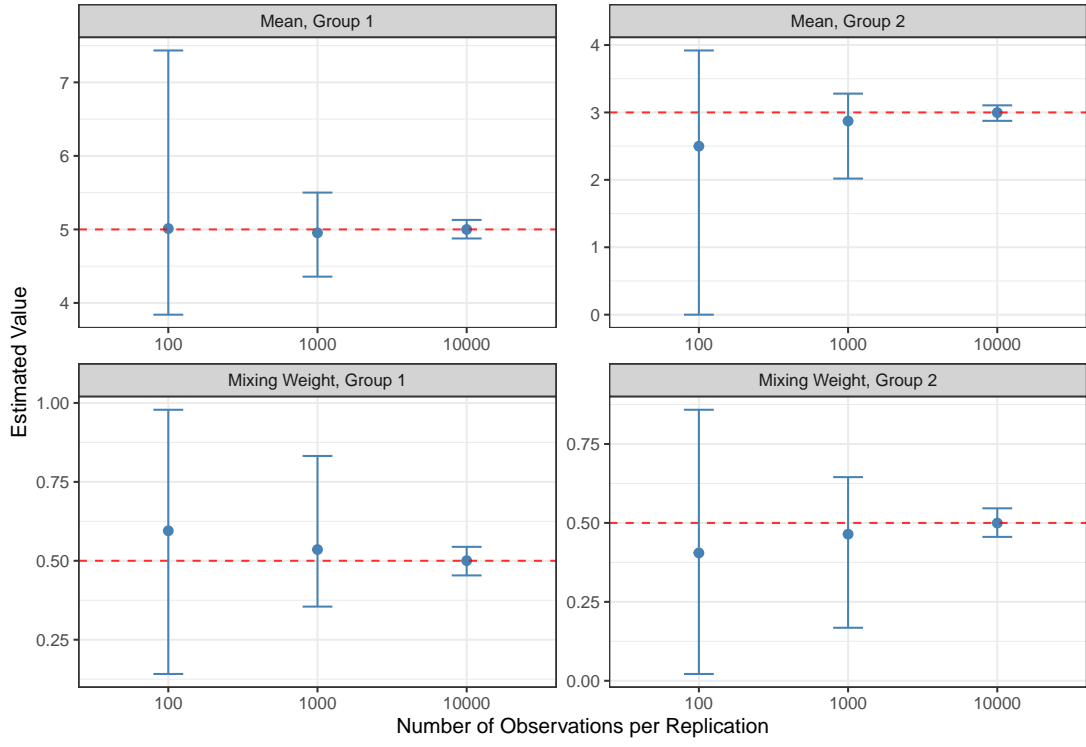 Mean, Group 1
Mean, Group 2
7
6
5
4
4
3
2
1
0
100 1000 10000
100 1000 10000
Estimated Value
Mixing Weight, Group 1
Mixing Weight, Group 2
1.00
0.75
0.50
0.25
0.75
0.50
0.25
0.00
100 1000 10000
100 1000 10000
Number of Observations per Replication